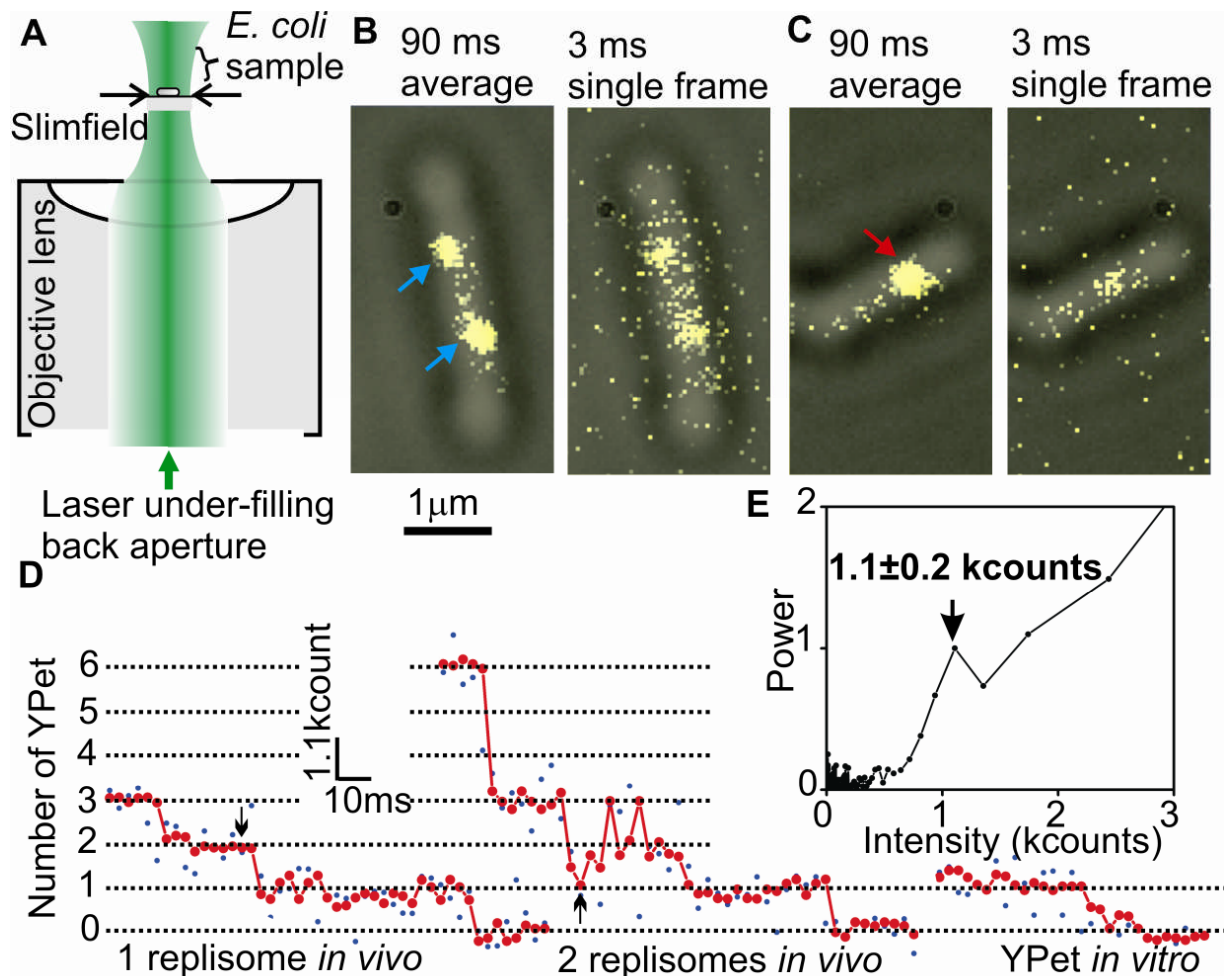 A
E. coli
sample
Slimfield
Objective lens
Laser under-filling
back aperture
B
90 ms
average
3 ms
single frame
1μm
C
90 ms
average
3 ms
single frame
D
Number of YPet
6
5
4
3
2
1
0
1.1kcount
10ms
1 replisome in vivo
2 replisomes in vivo
YPet in vitro
E
Power
2
1
0
1.1±0.2 kcounts
0
1
2
3
Intensity (kcounts)